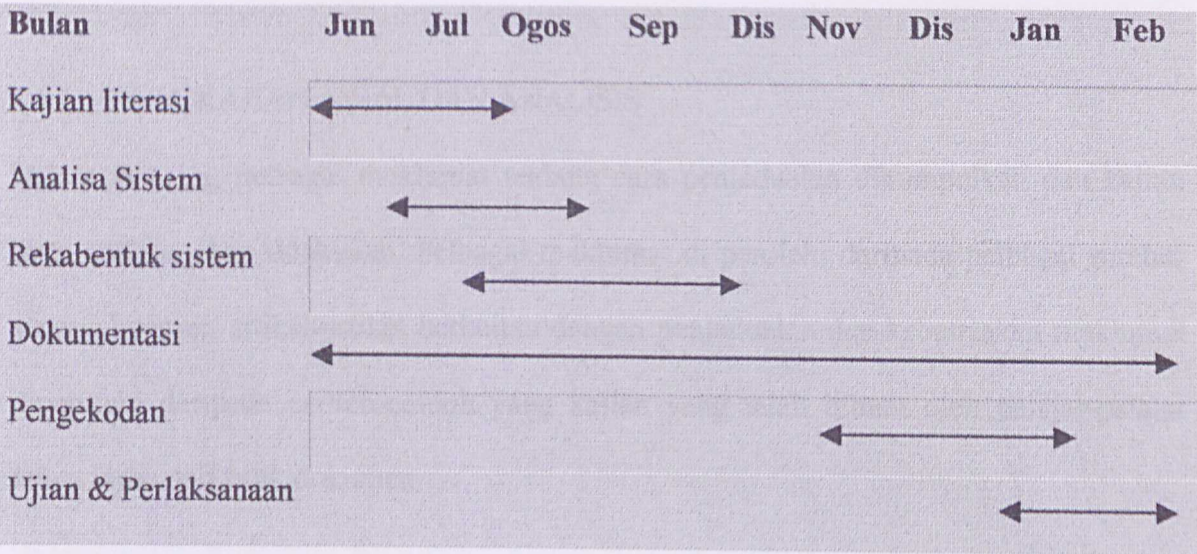 Bulan Jun Jul Ogos Sep Dis Nov Dis Jan Feb
Kajian literasi
Analisa Sistem
Rekabentuk sistem
Dokumentasi
Pengekodan
Ujian & Perlaksanaan